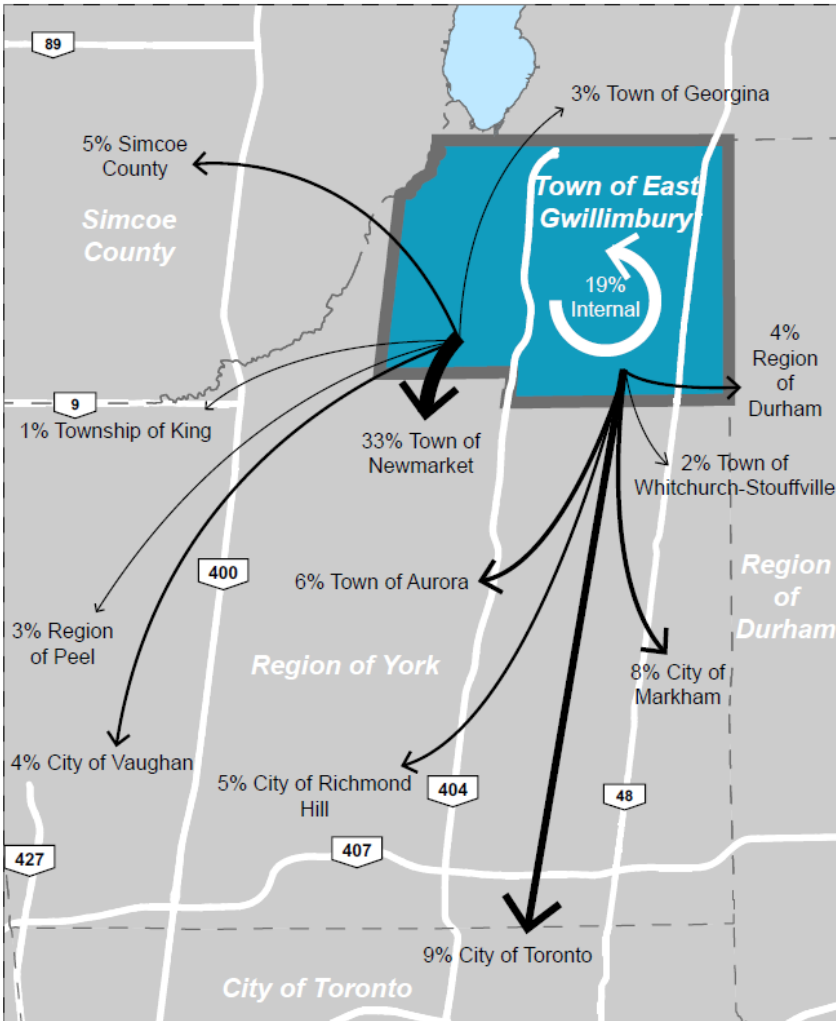 89
3% Town of Georgina
5% Simcoe
County
Simcoe
County
Town of East
Gwillimbury
19%
Internal
4%
Region
of
Durham
9
1% Township of King
33% Town of
Newmarket
2% Town of
Whitchurch-Stouffville
400
6% Town of Aurora
Region
of
Durham
3% Region
of Peel
Region of York
8% City of
Markham
4% City of Vaughan
5% City of Richmond
Hill
404
48
427
407
9% City of Toronto
City of Toronto